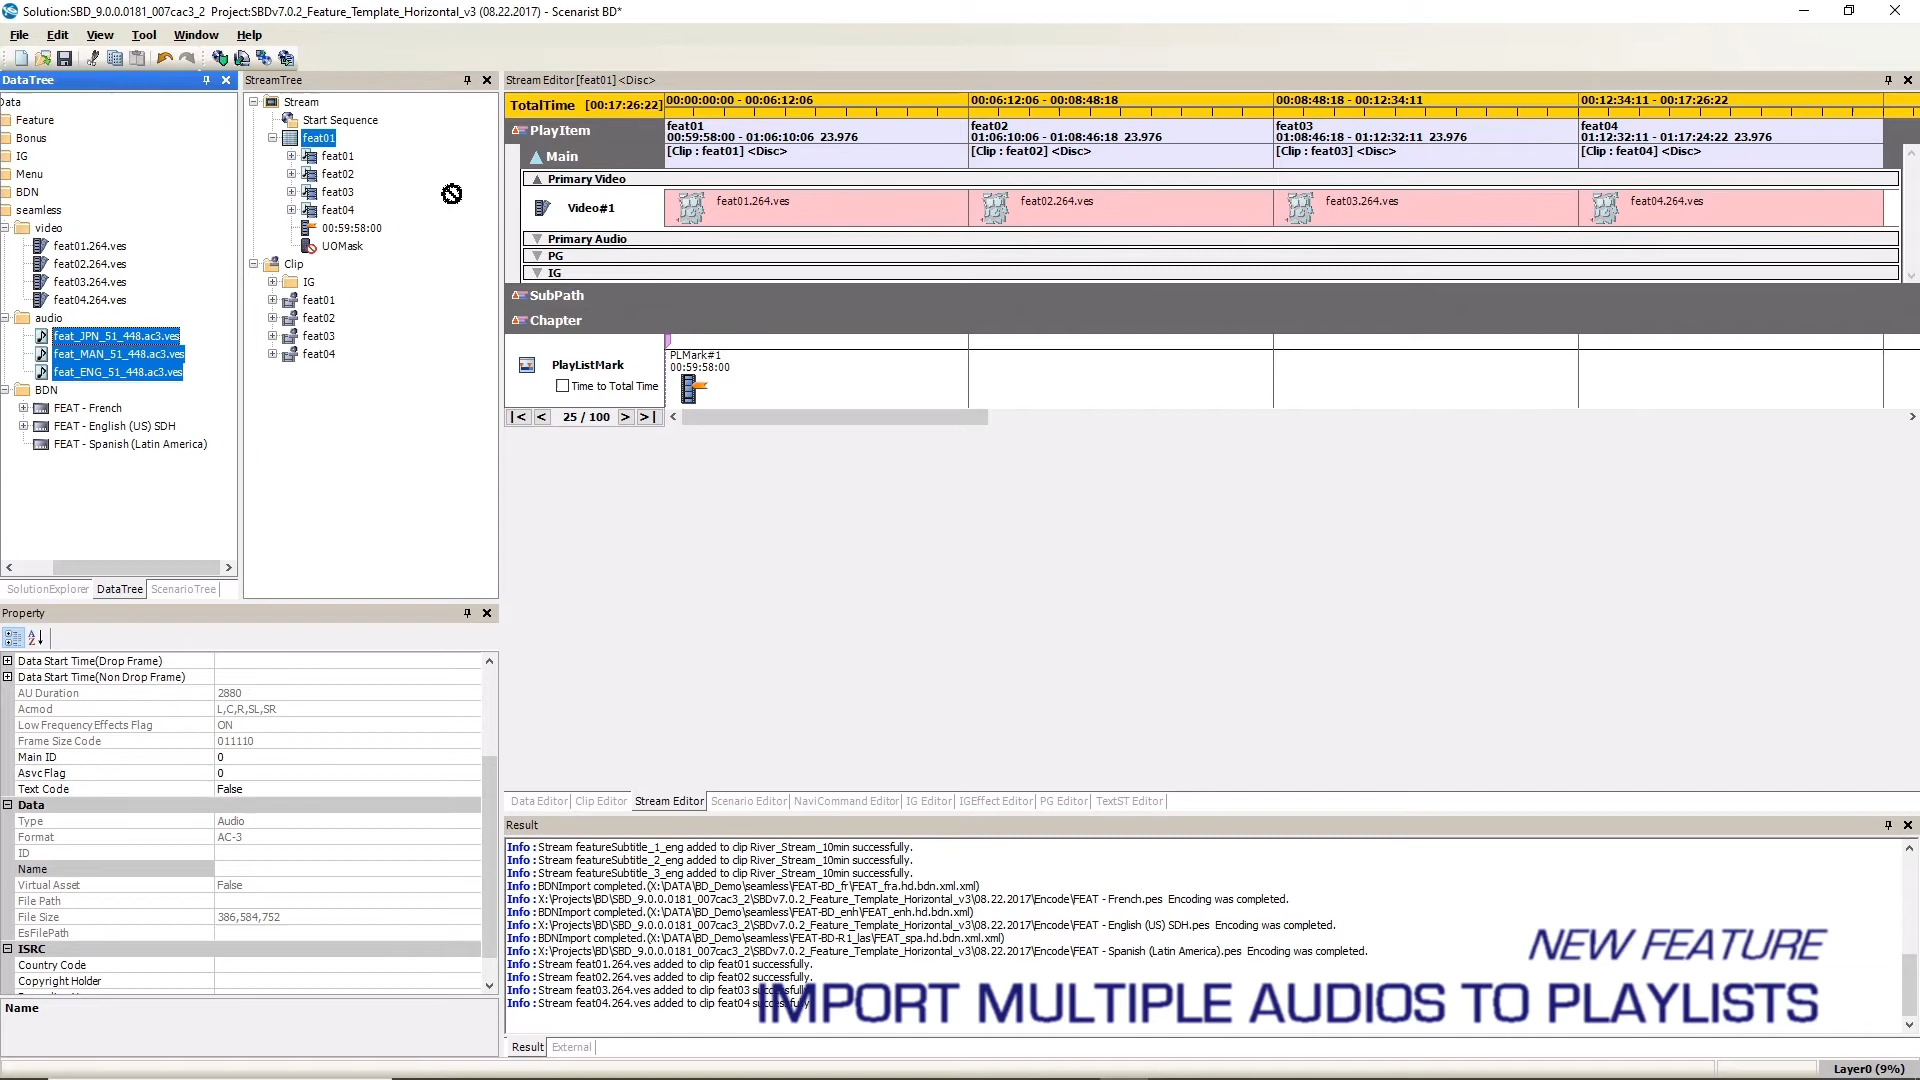 Solution:SBD_9.0.0.0181_007cac3_2 Project:SBDv7.0.2_Feature_Template_Horizontal_v3 (08.22.2017) - Scenarist BD*
File Edit View Tool Window Help
DataTree
Data
Feature
Bonus
IG
Menu
BDN
seamless
video
feat01.264.ves
feat02.264.ves
feat03.264.ves
feat04.264.ves
audio
feat_JPN_51_448.ac3.ves
feat_MAN_51_448.ac3.ves
feat_ENG_51_448.ac3.ves
BDN
FEAT - French
FEAT - English (US) SDH
FEAT - Spanish (Latin America)
SolutionExplorer DataTree ScenarioTree
StreamTree
Stream
Start Sequence
feat01
feat01
feat02
feat03
feat04
00:59:58:00
UOMask
Clip
IG
feat01
feat02
feat03
feat04
Stream Editor [feat01] <Disc>
TotalTime [00:17:26:22] 00:00:00:00 - 00:06:12:06 00:06:12:06 - 00:08:48:18 00:08:48:18 - 00:12:34:11 00:12:34:11 - 00:17:26:22
PlayItem
feat01 feat02 feat03 feat04
00:59:58:00 - 01:06:10:06 23.976 01:06:10:06 - 01:08:46:18 23.976 01:08:46:18 - 01:12:32:11 23.976 01:12:32:11 - 01:17:24:22 23.976
Main
[Clip : feat01] <Disc> [Clip : feat02] <Disc> [Clip : feat03] <Disc> [Clip : feat04] <Disc>
Primary Video
Video#1 feat01.264.ves feat02.264.ves feat03.264.ves feat04.264.ves
Primary Audio
PG
IG
SubPath
Chapter
PlayListMark
Time to Total Time
PLMark#1
00:59:58:00
|< < 25 / 100 > >|
Property
Data Start Time(Drop Frame)
Data Start Time(Non Drop Frame)
AU Duration 2880
Acmod L,C,R,SL,SR
Low Frequency Effects Flag ON
Frame Size Code 011110
Main ID 0
Asvc Flag 0
Text Code False
Data
Type Audio
Format AC-3
ID
Name
Virtual Asset False
File Path
File Size 386,584,752
EsFilePath
ISRC
Country Code
Copyright Holder
Name
Data Editor Clip Editor Stream Editor Scenario Editor NaviCommand Editor IG Editor IGEffect Editor PG Editor TextST Editor
Result
Info : Stream featureSubtitle_1_eng added to clip River_Stream_10min successfully.
Info : Stream featureSubtitle_2_eng added to clip River_Stream_10min successfully.
Info : Stream featureSubtitle_3_eng added to clip River_Stream_10min successfully.
Info : BDNImport completed.(X:\DATA\BD_Demo\seamless\FEAT-BD_fr\FEAT_fra.hd.bdn.xml.xml)
Info : X:\Projects\BD\SBD_9.0.0.0181_007cac3_2\SBDv7.0.2_Feature_Template_Horizontal_v3\08.22.2017\Encode\FEAT - French.pes Encoding was completed.
Info : BDNImport completed.(X:\DATA\BD_Demo\seamless\FEAT-BD_enh\FEAT_enh.hd.bdn.xml.xml)
Info : X:\Projects\BD\SBD_9.0.0.0181_007cac3_2\SBDv7.0.2_Feature_Template_Horizontal_v3\08.22.2017\Encode\FEAT - English (US) SDH.pes Encoding was completed.
Info : BDNImport completed.(X:\DATA\BD_Demo\seamless\FEAT-BD-R1_las\FEAT_spa.hd.bdn.xml.xml)
Info : X:\Projects\BD\SBD_9.0.0.0181_007cac3_2\SBDv7.0.2_Feature_Template_Horizontal_v3\08.22.2017\Encode\FEAT - Spanish (Latin America).pes Encoding was completed.
Info : Stream feat01.264.ves added to clip feat01 successfully.
Info : Stream feat02.264.ves added to clip feat02 successfully.
Info : Stream feat03.264.ves added to clip feat03 successfully.
Info : Stream feat04.264.ves added to clip feat04 successfully.
NEW FEATURE
IMPORT MULTIPLE AUDIOS TO PLAYLISTS
Result External
Layer0 (9%)